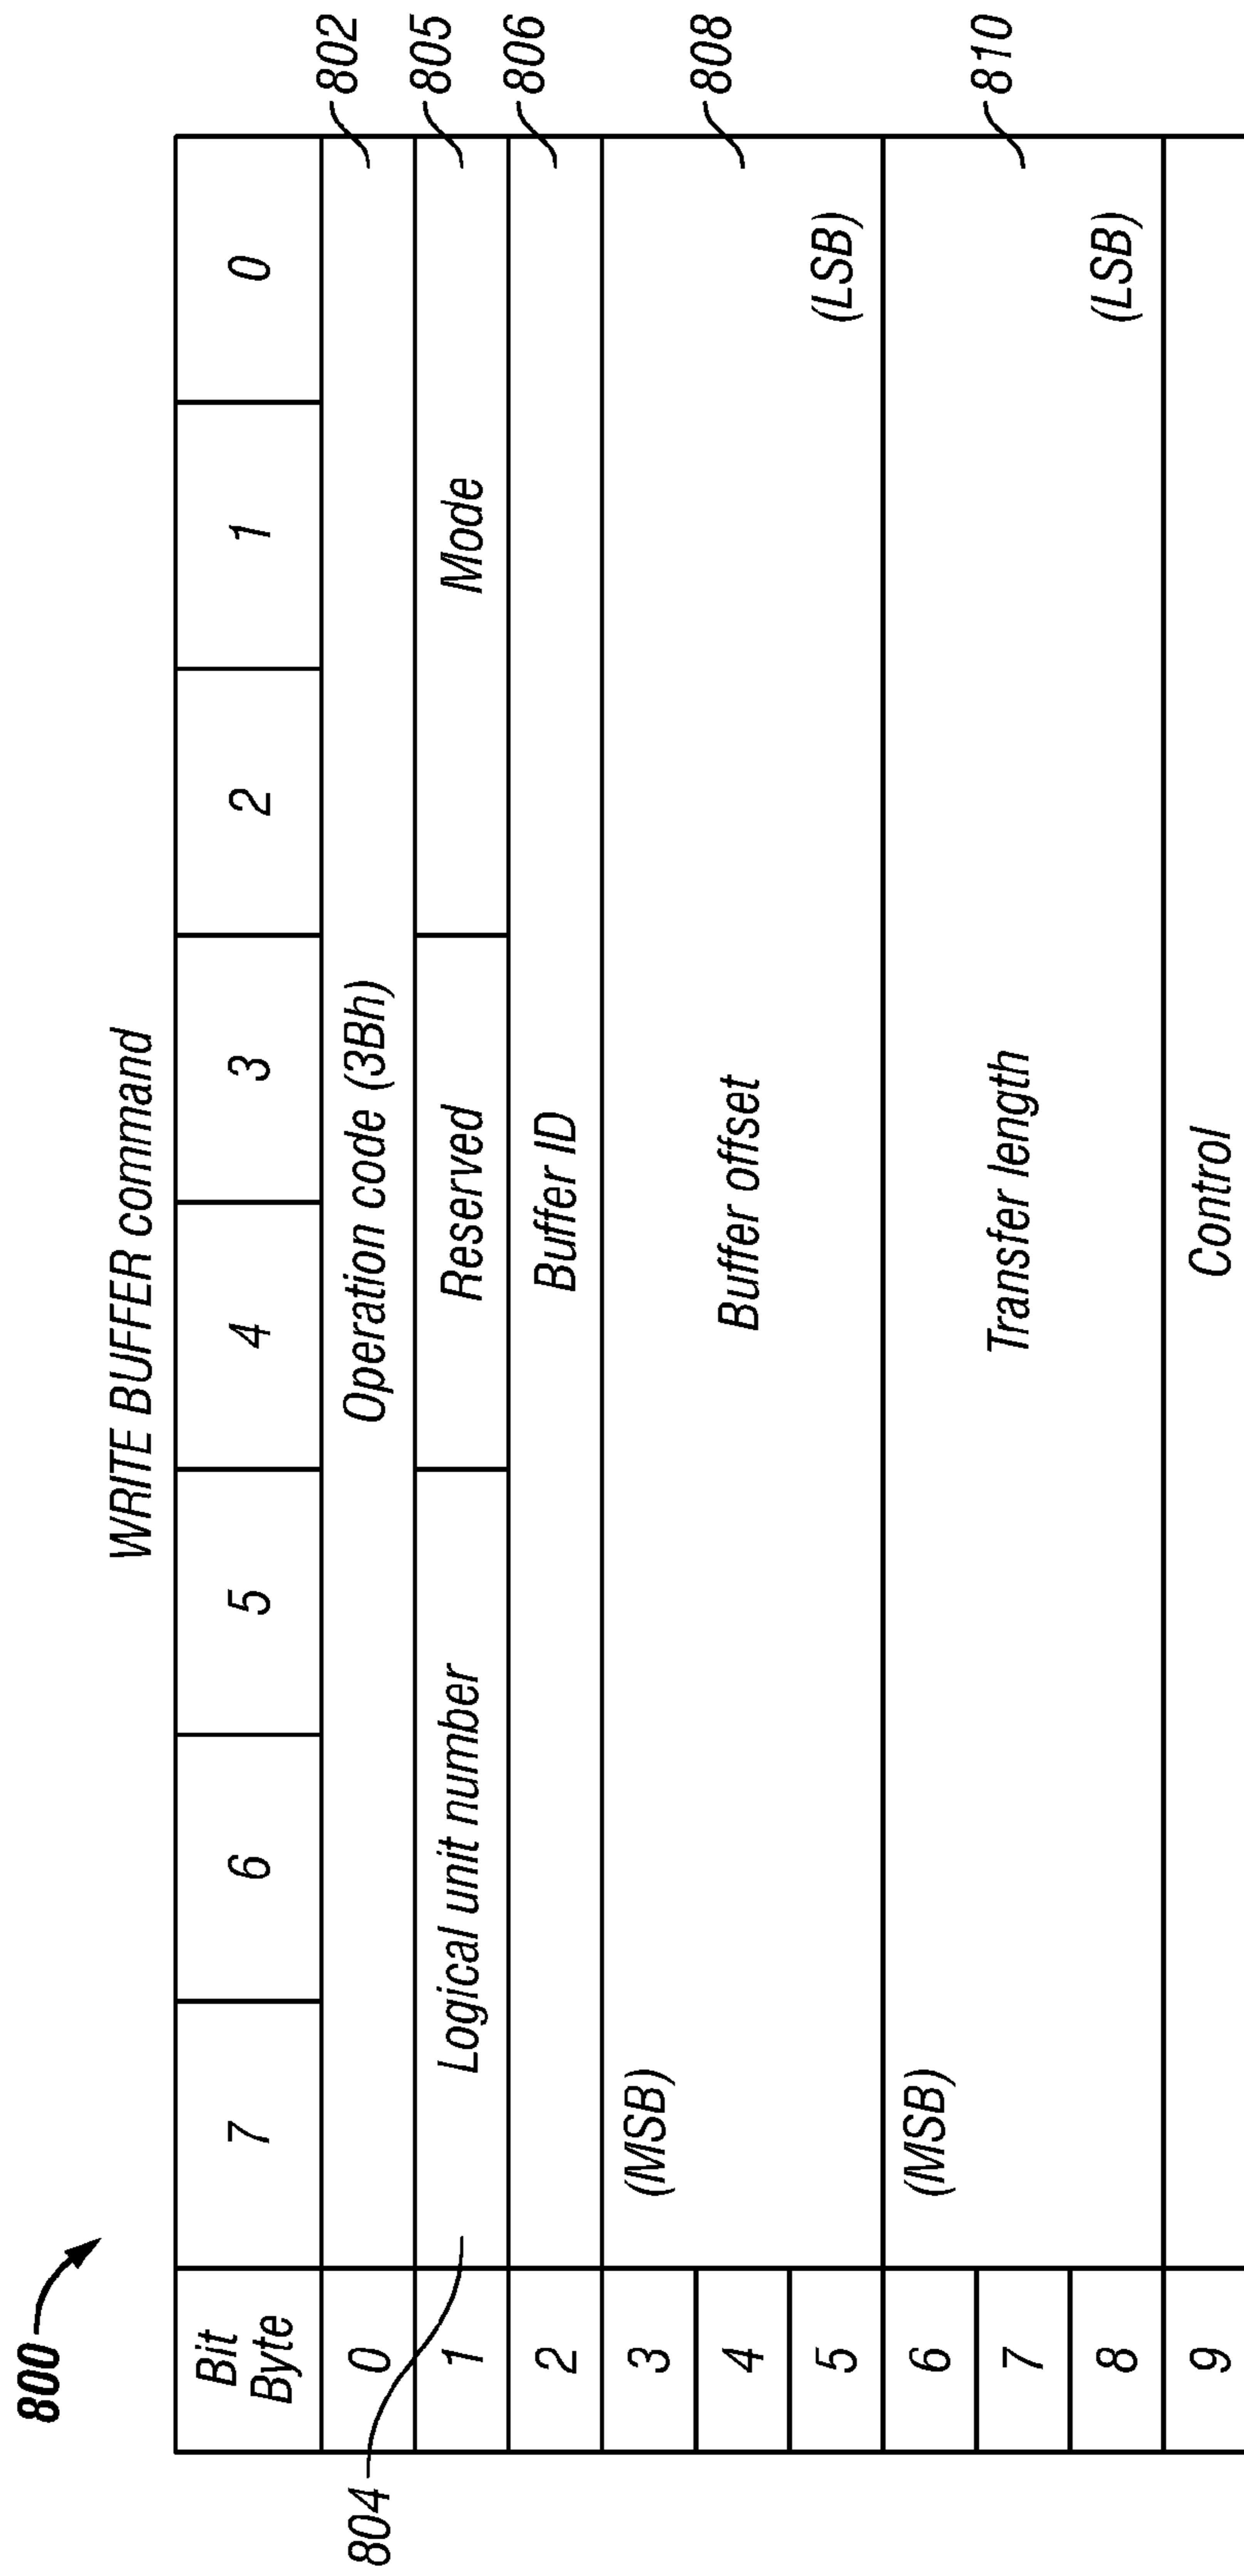 800
WRITE BUFFER command
Bit
Byte
7 6 5 4 3 2 1 0
0 Operation code (3Bh) 802
804
1 Logical unit number Reserved Mode 805
2 Buffer ID 806
3 (MSB)
4 Buffer offset 808
5 (LSB)
6 (MSB)
7 Transfer length 810
8 (LSB)
9 Control